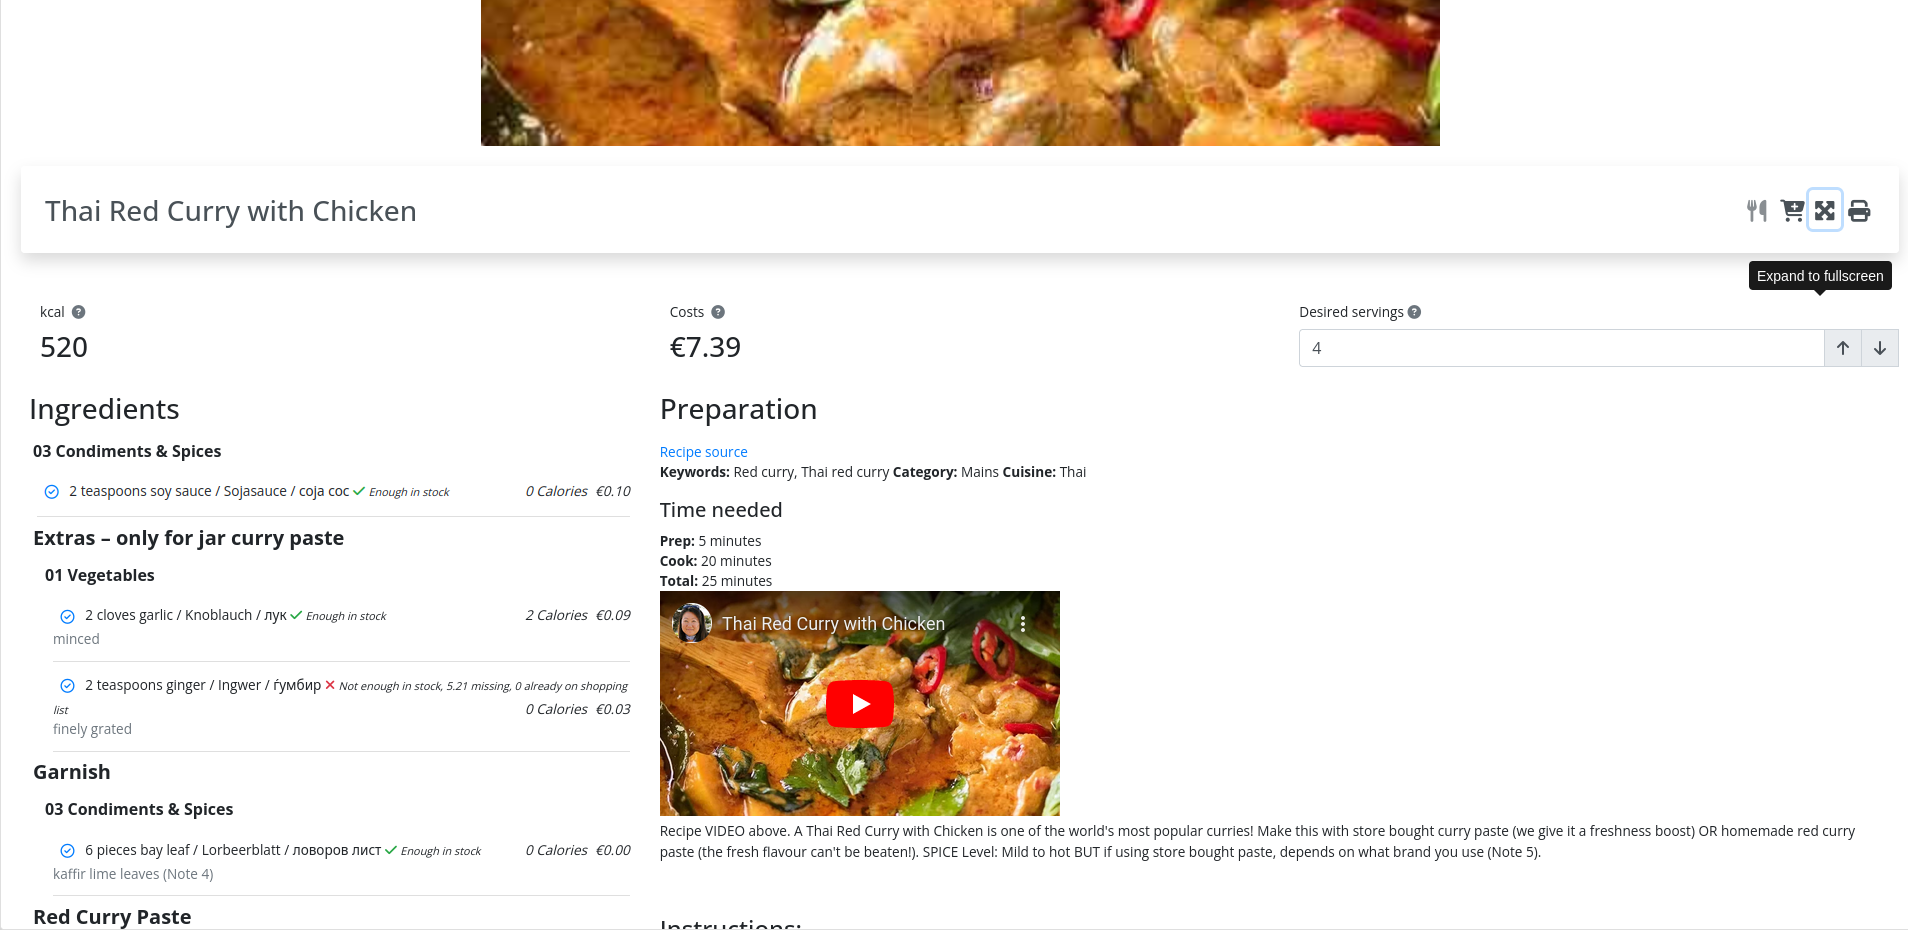 Thai Red Curry with Chicken
Expand to fullscreen
kcal
520
Costs
€7.39
Desired servings
4
Ingredients
03 Condiments & Spices
2 teaspoons soy sauce / Sojasauce / соја сос Enough in stock 0 Calories €0.10
Extras – only for jar curry paste
01 Vegetables
2 cloves garlic / Knoblauch / лук Enough in stock 2 Calories €0.09
minced
2 teaspoons ginger / Ingwer / ѓумбир Not enough in stock, 5.21 missing, 0 already on shopping
list 0 Calories €0.03
finely grated
Garnish
03 Condiments & Spices
6 pieces bay leaf / Lorbeerblatt / ловоров лист Enough in stock 0 Calories €0.00
kaffir lime leaves (Note 4)
Red Curry Paste
Preparation
Recipe source
Keywords: Red curry, Thai red curry Category: Mains Cuisine: Thai
Time needed
Prep: 5 minutes
Cook: 20 minutes
Total: 25 minutes
Thai Red Curry with Chicken
Recipe VIDEO above. A Thai Red Curry with Chicken is one of the world's most popular curries! Make this with store bought curry paste (we give it a freshness boost) OR homemade red curry
paste (the fresh flavour can't be beaten!). SPICE Level: Mild to hot BUT if using store bought paste, depends on what brand you use (Note 5).
Instructions: